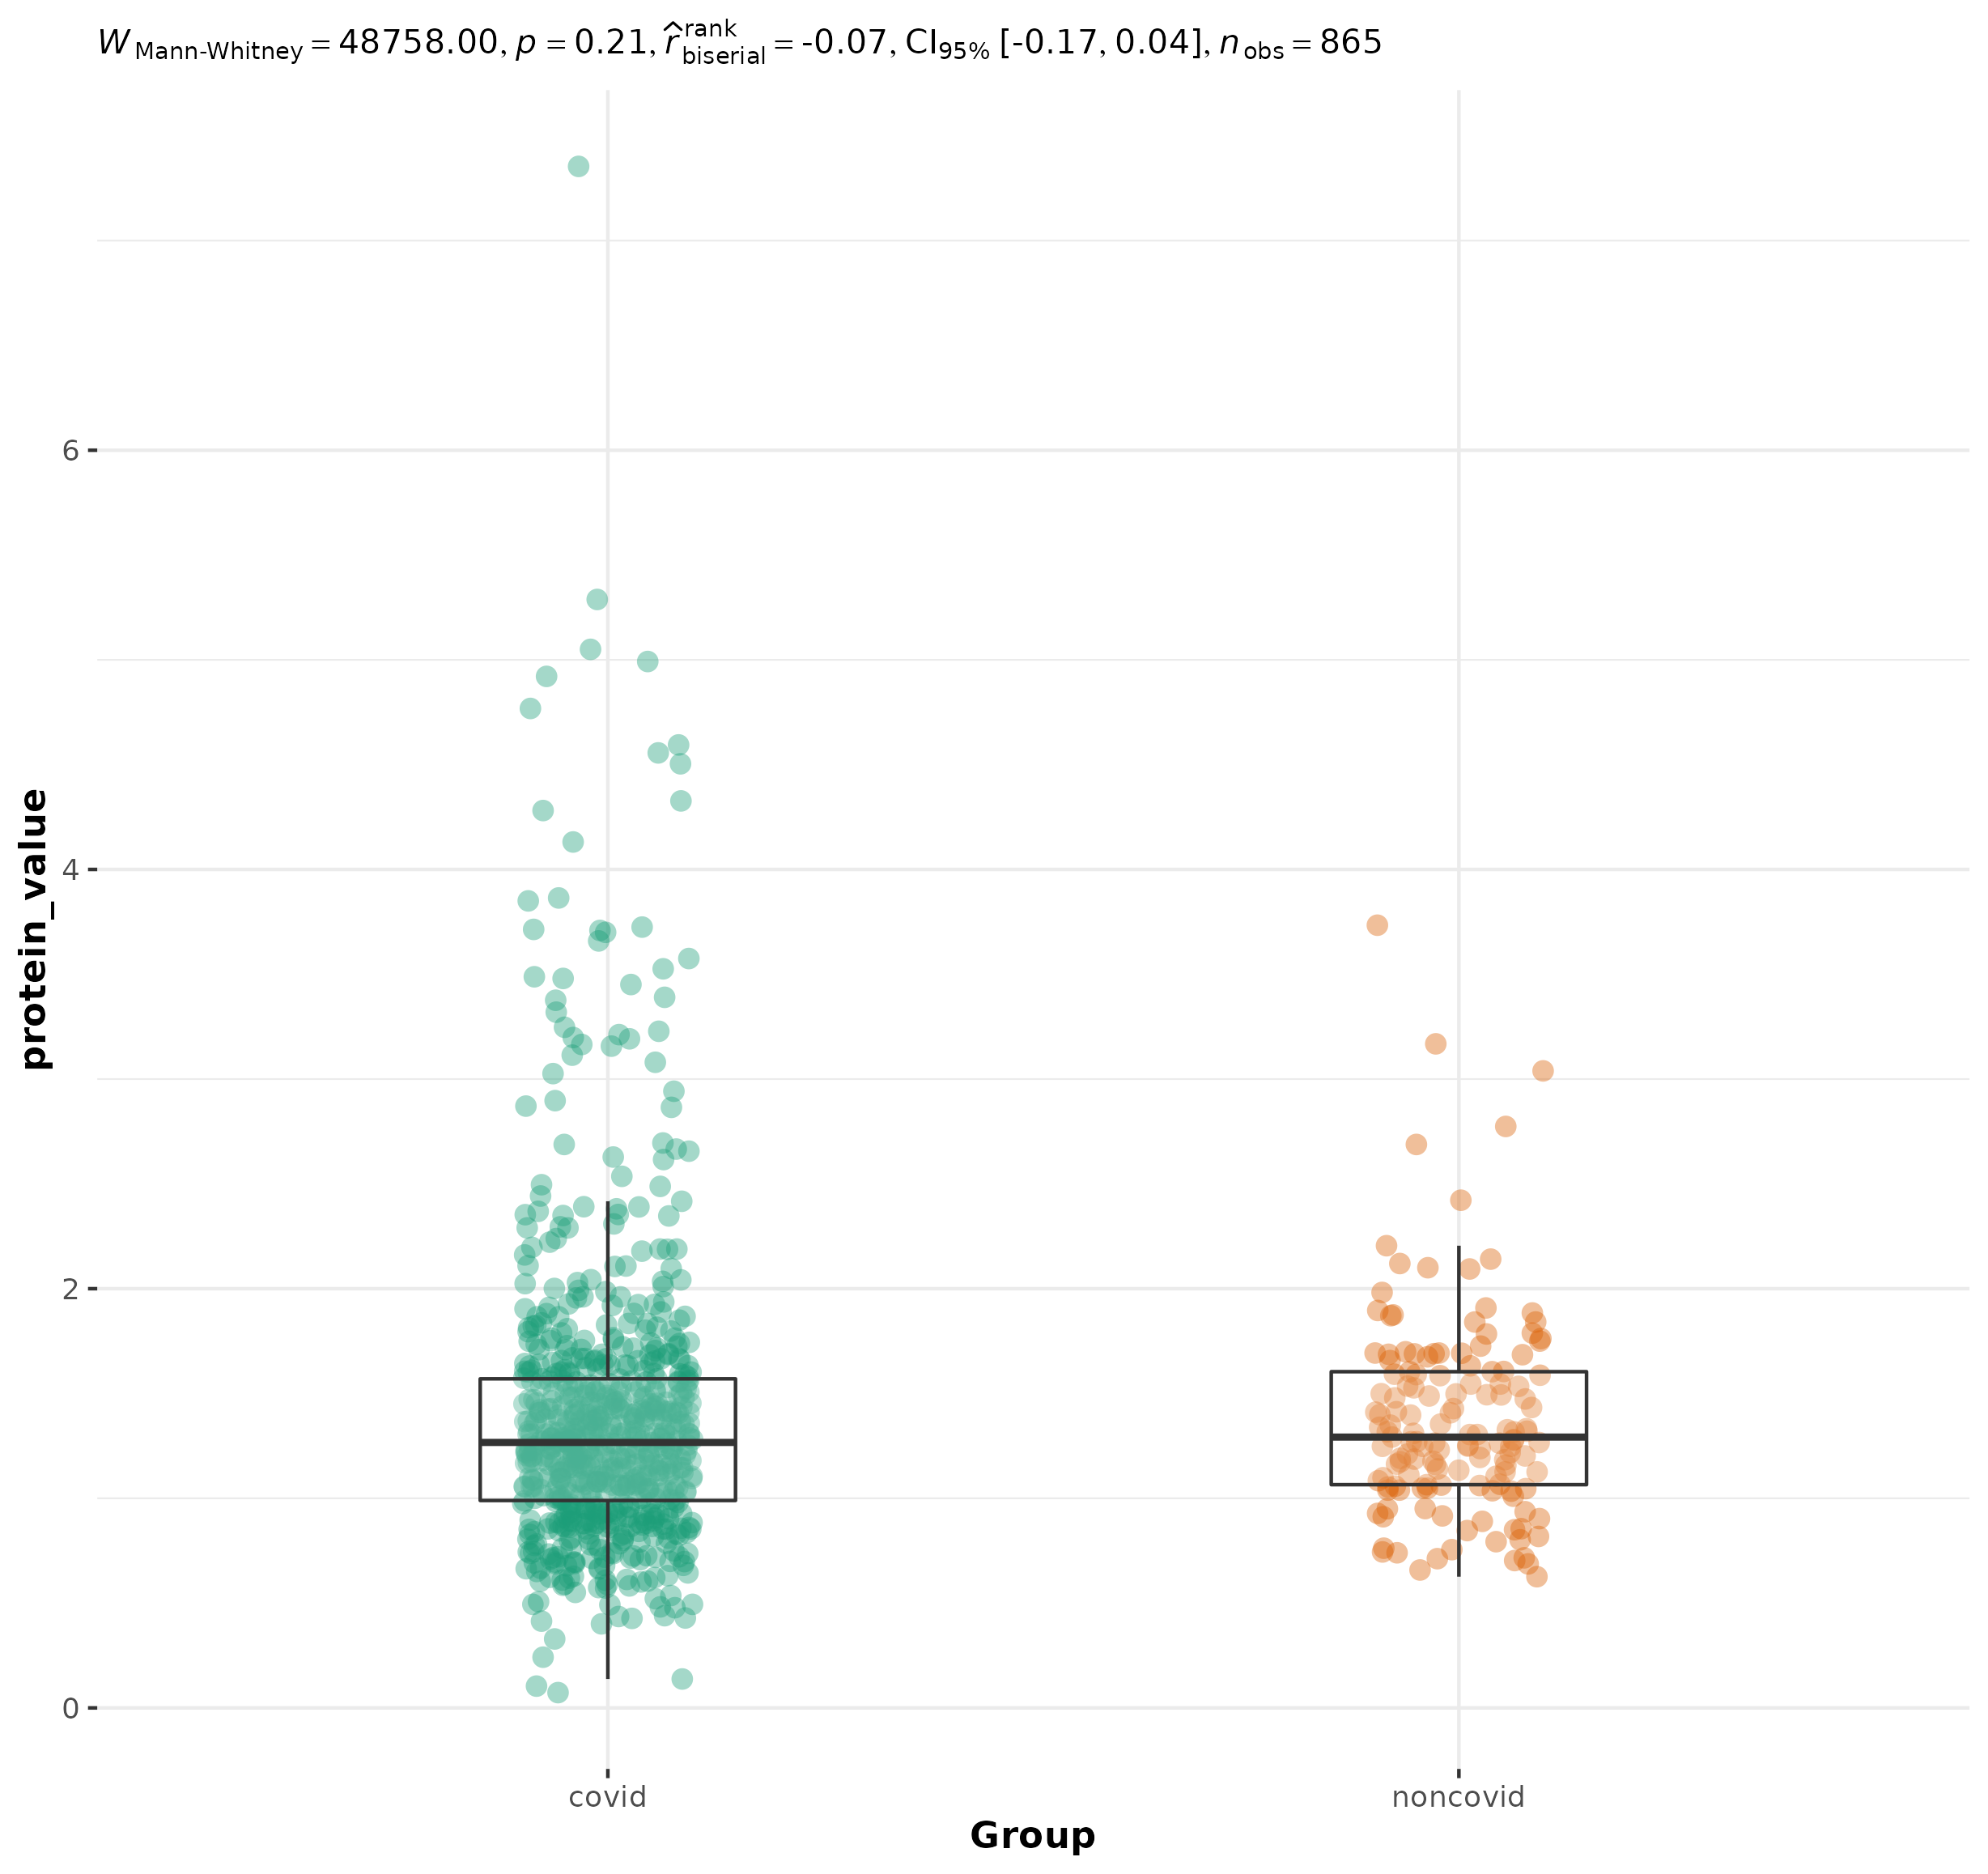 W Mann-Whitney = 48758.00, p = 0.21, r̂ rank biserial = -0.07, CI95% [-0.17, 0.04], n obs = 865
6
4
2
0
protein_value
covid noncovid
Group